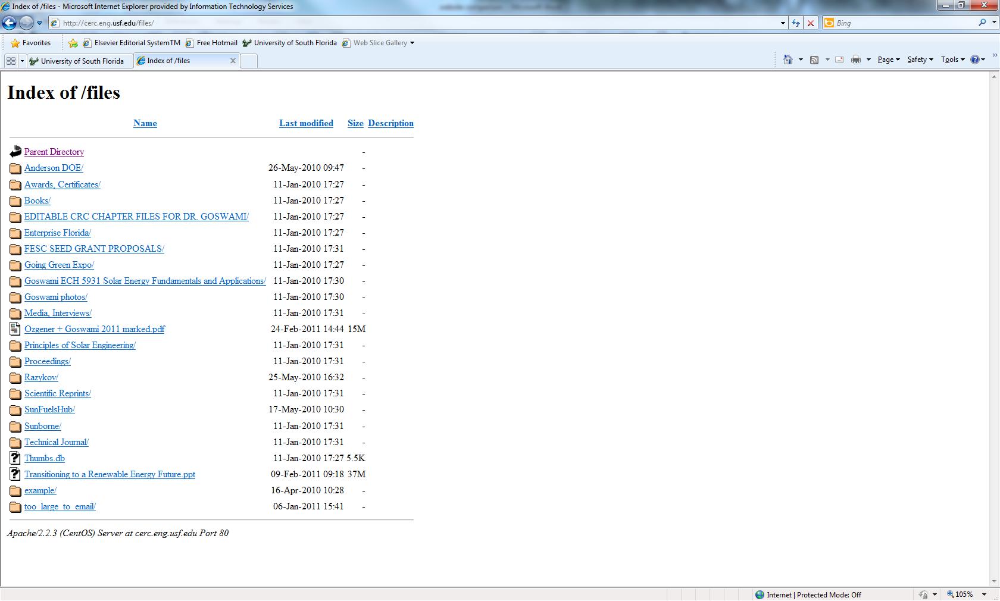 Index of /files - Microsoft Internet Explorer provided by Information Technology Services
http://cerc.eng.usf.edu/files/
Bing
Favorites Elsevier Editorial SystemTM Free Hotmail University of South Florida Web Slice Gallery
University of South Florida Index of /files Page Safety Tools
Index of /files
Name Last modified Size Description
Parent Directory -
Anderson DOE/ 26-May-2010 09:47 -
Awards, Certificates/ 11-Jan-2010 17:27 -
Books/ 11-Jan-2010 17:27 -
EDITABLE CRC CHAPTER FILES FOR DR. GOSWAMI/ 11-Jan-2010 17:27 -
Enterprise Florida/ 11-Jan-2010 17:27 -
FESC SEED GRANT PROPOSALS/ 11-Jan-2010 17:31 -
Going Green Expo/ 11-Jan-2010 17:27 -
Goswami ECH 5931 Solar Energy Fundamentals and Applications/ 11-Jan-2010 17:30 -
Goswami photos/ 11-Jan-2010 17:30 -
Media, Interviews/ 11-Jan-2010 17:31 -
Ozgener + Goswami 2011 marked.pdf 24-Feb-2011 14:44 15M
Principles of Solar Engineering/ 11-Jan-2010 17:31 -
Proceedings/ 11-Jan-2010 17:31 -
Razykov/ 25-May-2010 16:32 -
Scientific Reprints/ 11-Jan-2010 17:31 -
SunFuelsHub/ 17-May-2010 10:30 -
Sunborne/ 11-Jan-2010 17:31 -
Technical Journal/ 11-Jan-2010 17:31 -
Thumbs.db 11-Jan-2010 17:27 5.5K
Transitioning to a Renewable Energy Future.ppt 09-Feb-2011 09:18 37M
example/ 16-Apr-2010 10:28 -
too_large_to_email/ 06-Jan-2011 15:41 -
Apache/2.2.3 (CentOS) Server at cerc.eng.usf.edu Port 80
Internet | Protected Mode: Off 105%